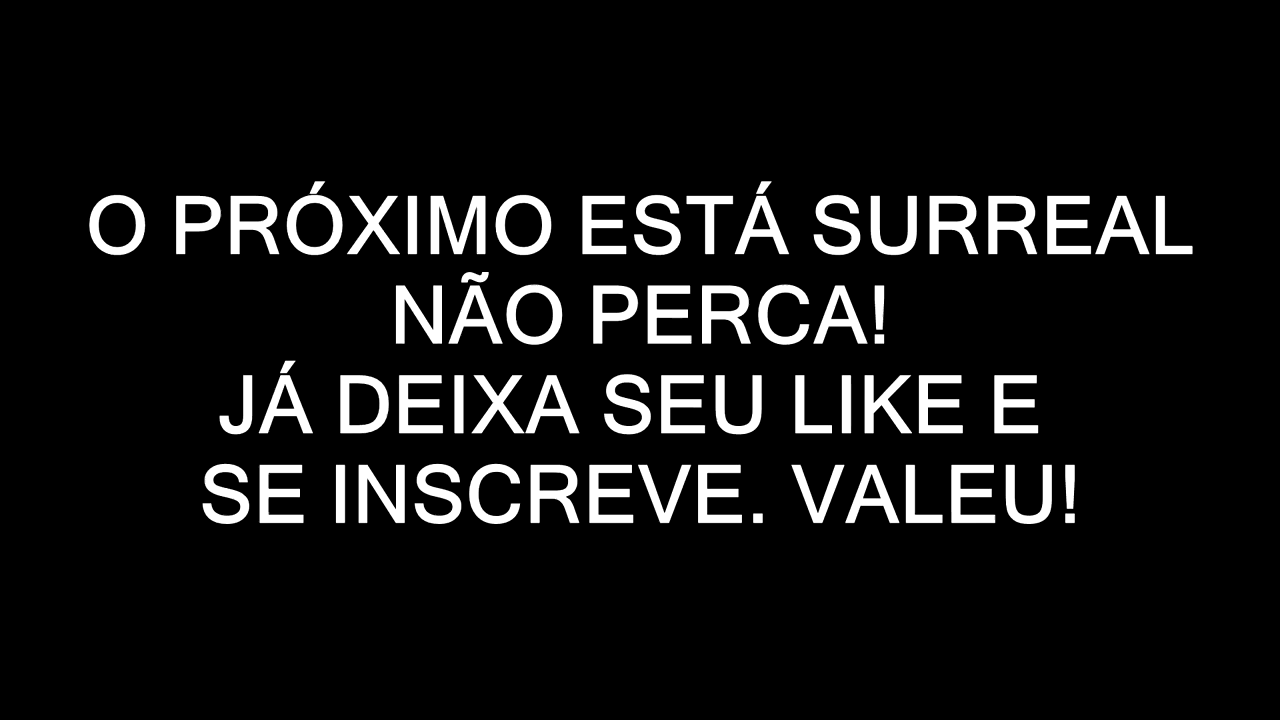 O PRÓXIMO ESTÁ SURREAL
NÃO PERCA!
JÁ DEIXA SEU LIKE E
SE INSCREVE. VALEU!